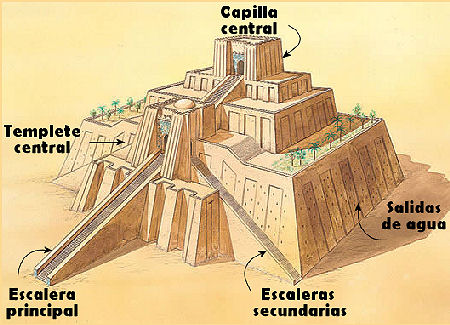 Capilla
central
Templete
central
Salidas
de agua
Escalera
principal
Escaleras
secundarias